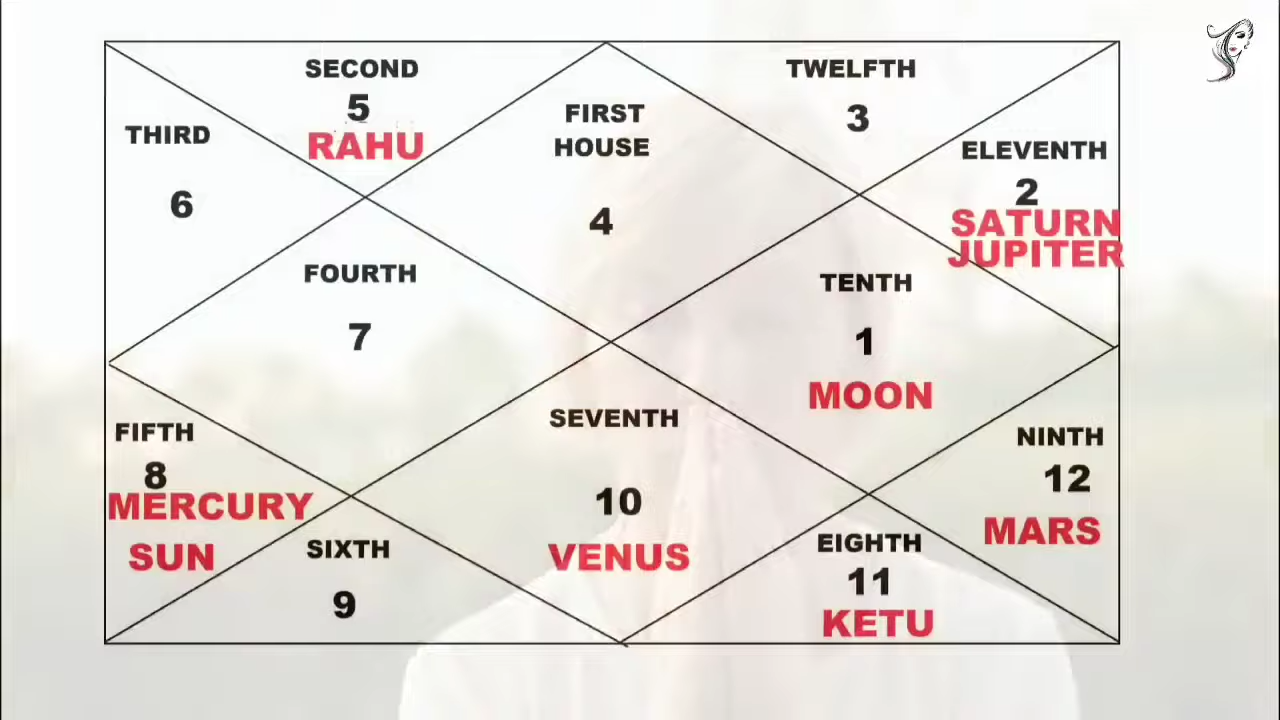 SECOND
5
RAHU
THIRD
6
FIRST
HOUSE
4
TWELFTH
3
ELEVENTH
2
SATURN
JUPITER
FOURTH
7
TENTH
1
MOON
FIFTH
8
MERCURY
SUN
SIXTH
9
SEVENTH
10
VENUS
EIGHTH
11
KETU
NINTH
12
MARS